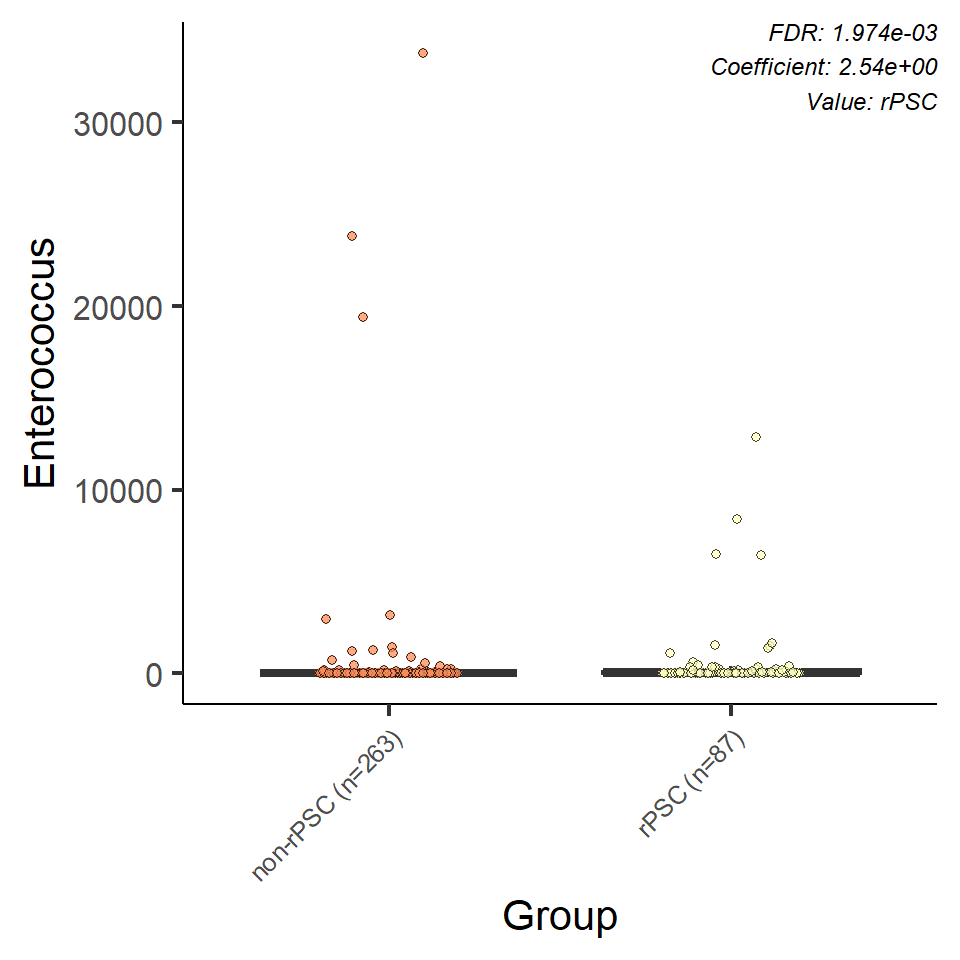 FDR: 1.974e-03
Coefficient: 2.54e+00
Value: rPSC
Enterococcus
30000
20000
10000
0
non-rPSC (n=263)
rPSC (n=87)
Group